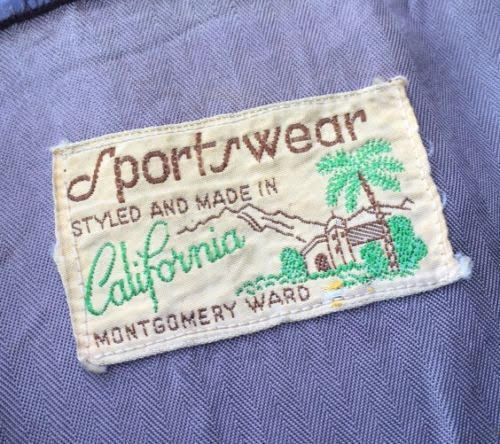 Sportswear
STYLED AND MADE IN
California
MONTGOMERY WARD